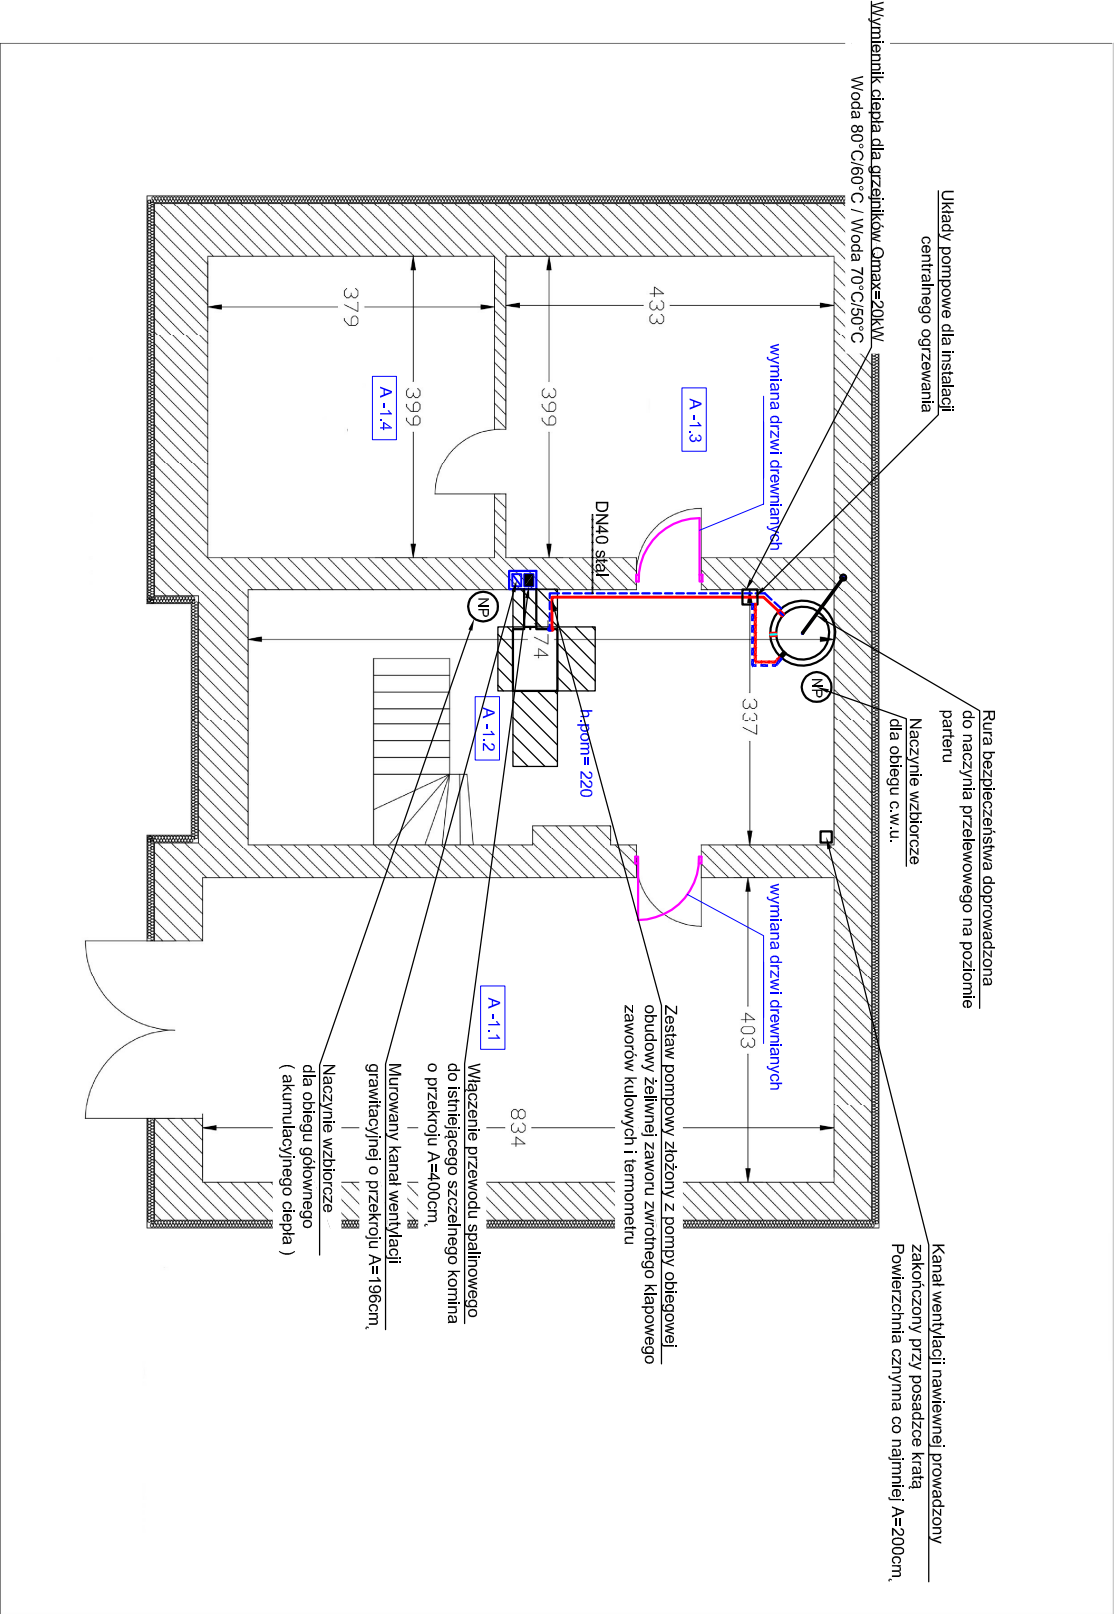 Wymiennik ciepła dla grzejników Qmax=20kW
Woda 80°C/60°C / Woda 70°C/50°C
Układy pompowe dla instalacji
centralnego ogrzewania
Rura bezpieczeństwa doprowadzona
do naczynia przelewowego na poziomie
parteru
Naczynie wzbiorcze
dla obiegu c.w.u.
Kanał wentylacji nawiewnej prowadzony
zakończony przy posadzce kratą
Powierzchnia cznynna co najmniej A=200cm,
wymiana drzwi drewnianych
433
A -1.3
399
379
A -1.4
399
DN40 stal
NP
337
74
NP
h.pom= 220
A -1.2
wymiana drzwi drewnianych
403
A -1.1
834
Zestaw pompowy złożony z pompy obiegowej
obudowy żeliwnej zaworu zwrotnego klapowego
zaworów kulowych i termometru
Włączenie przewodu spalinowego
do istniejącego szczelnego komina
o przekroju A=400cm,
Murowany kanał wentylacji
grawitacyjnej o przekroju A=196cm,
Naczynie wzbiorcze
dla obiegu gółownego
( akumulacyjnego ciepła )